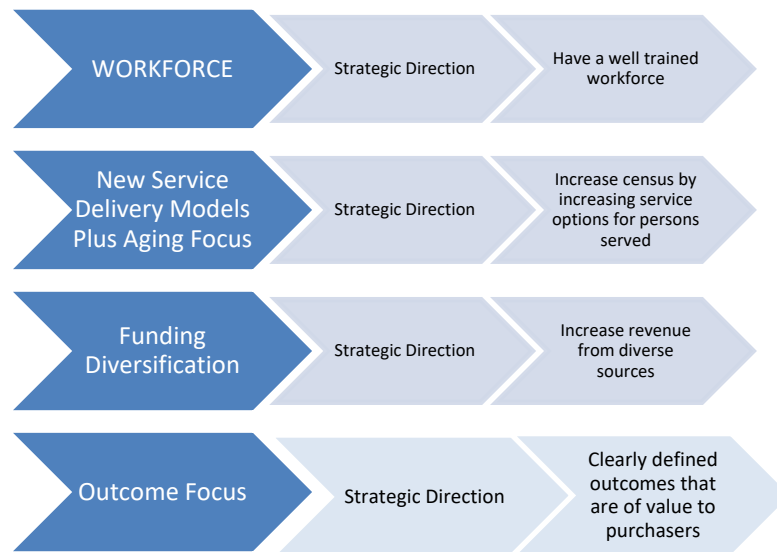 WORKFORCE
Strategic Direction
Have a well trained
workforce
New Service
Delivery Models
Plus Aging Focus
Strategic Direction
Increase census by
increasing service
options for persons
served
Funding
Diversification
Strategic Direction
Increase revenue
from diverse
sources
Outcome Focus
Strategic Direction
Clearly defined
outcomes that
are of value to
purchasers